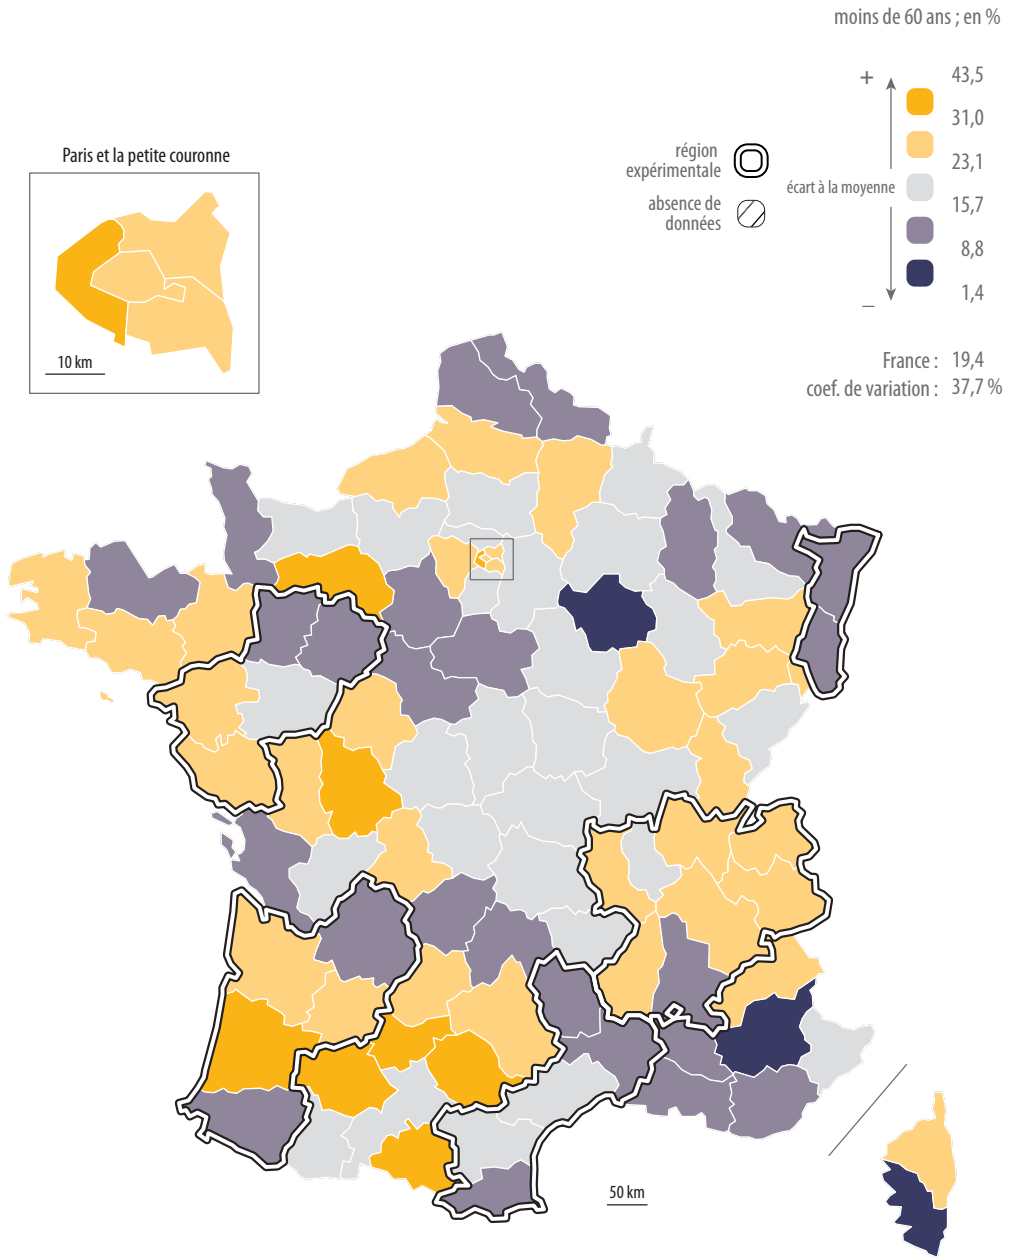 moins de 60 ans ; en %
+
43,5
31,0
23,1
écart à la moyenne
15,7
8,8
1,4
–
région
expérimentale
absence de
données
France : 19,4
coef. de variation : 37,7 %
Paris et la petite couronne
10 km
50 km